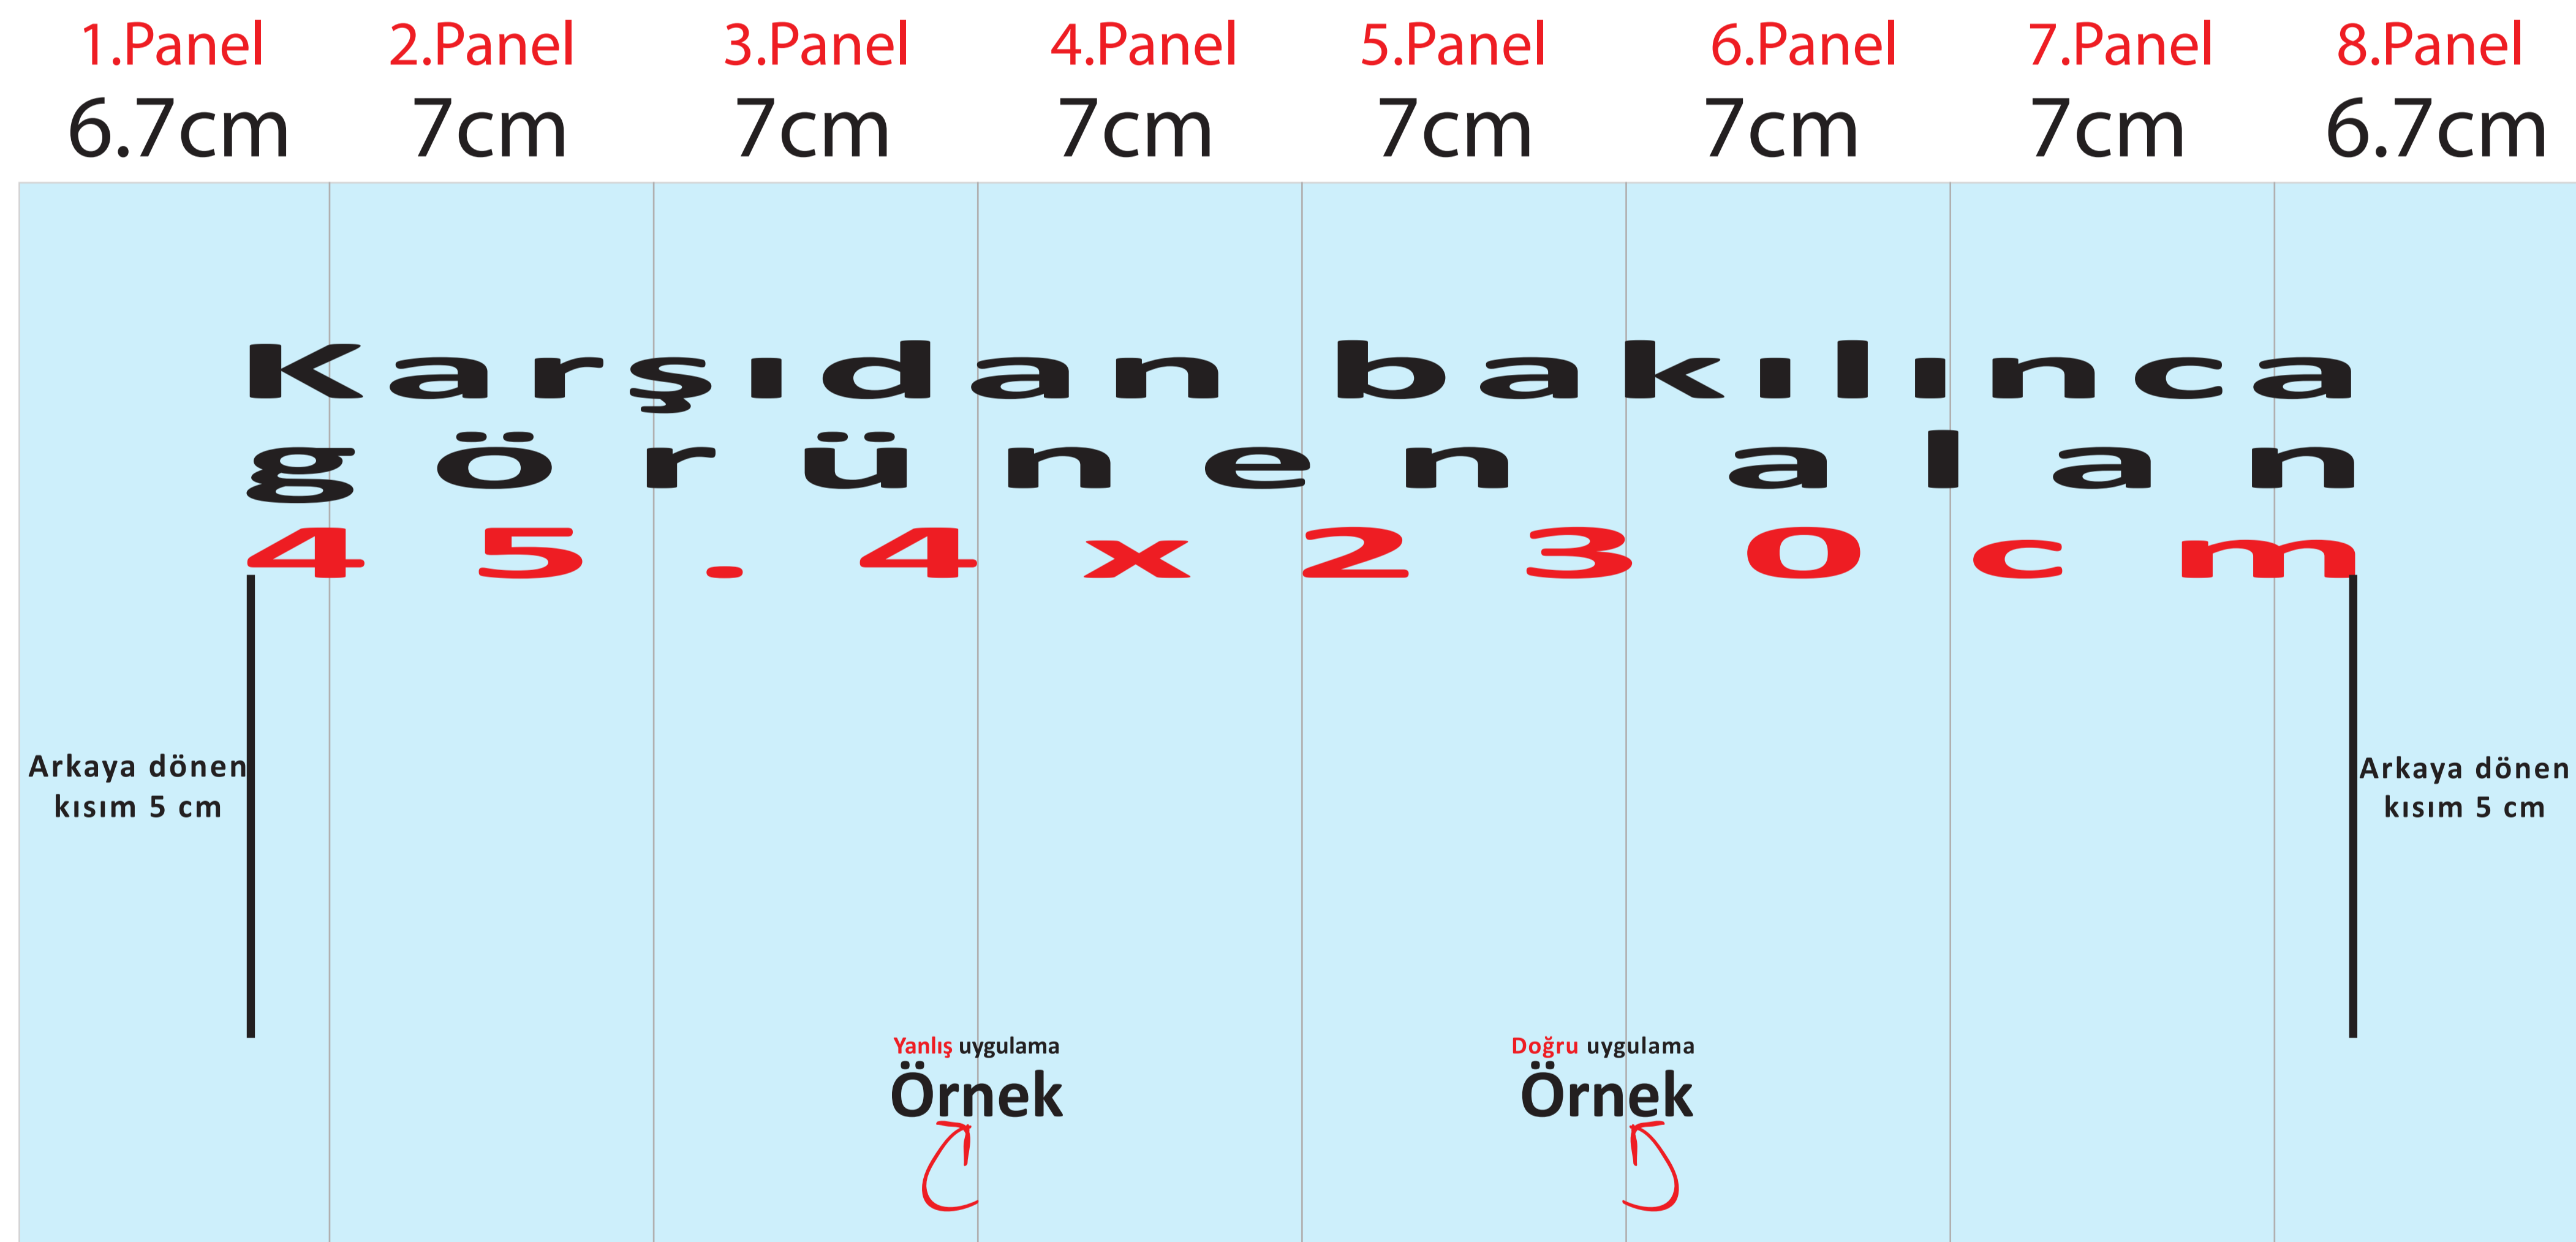 1.Panel 2.Panel 3.Panel 4.Panel 5.Panel 6.Panel 7.Panel 8.Panel
6.7cm 7cm 7cm 7cm 7cm 7cm 7cm 6.7cm
Karşıdan bakılınca
görünen alan
45.4x230cm
Arkaya dönen
kısım 5 cm
Arkaya dönen
kısım 5 cm
Yanlış uygulama
Örnek
Doğru uygulama
Örnek